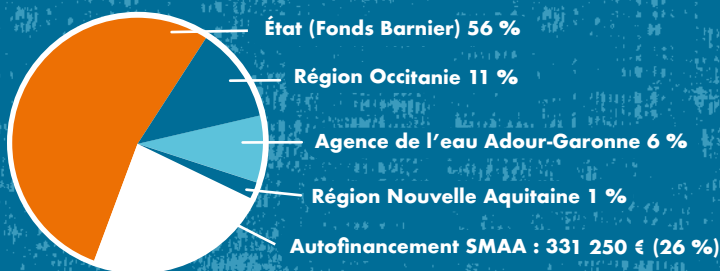 État (Fonds Barnier) 56 %
Région Occitanie 11 %
Agence de l'eau Adour-Garonne 6 %
Région Nouvelle Aquitaine 1 %
Autofinancement SMAA : 331 250 € (26 %)